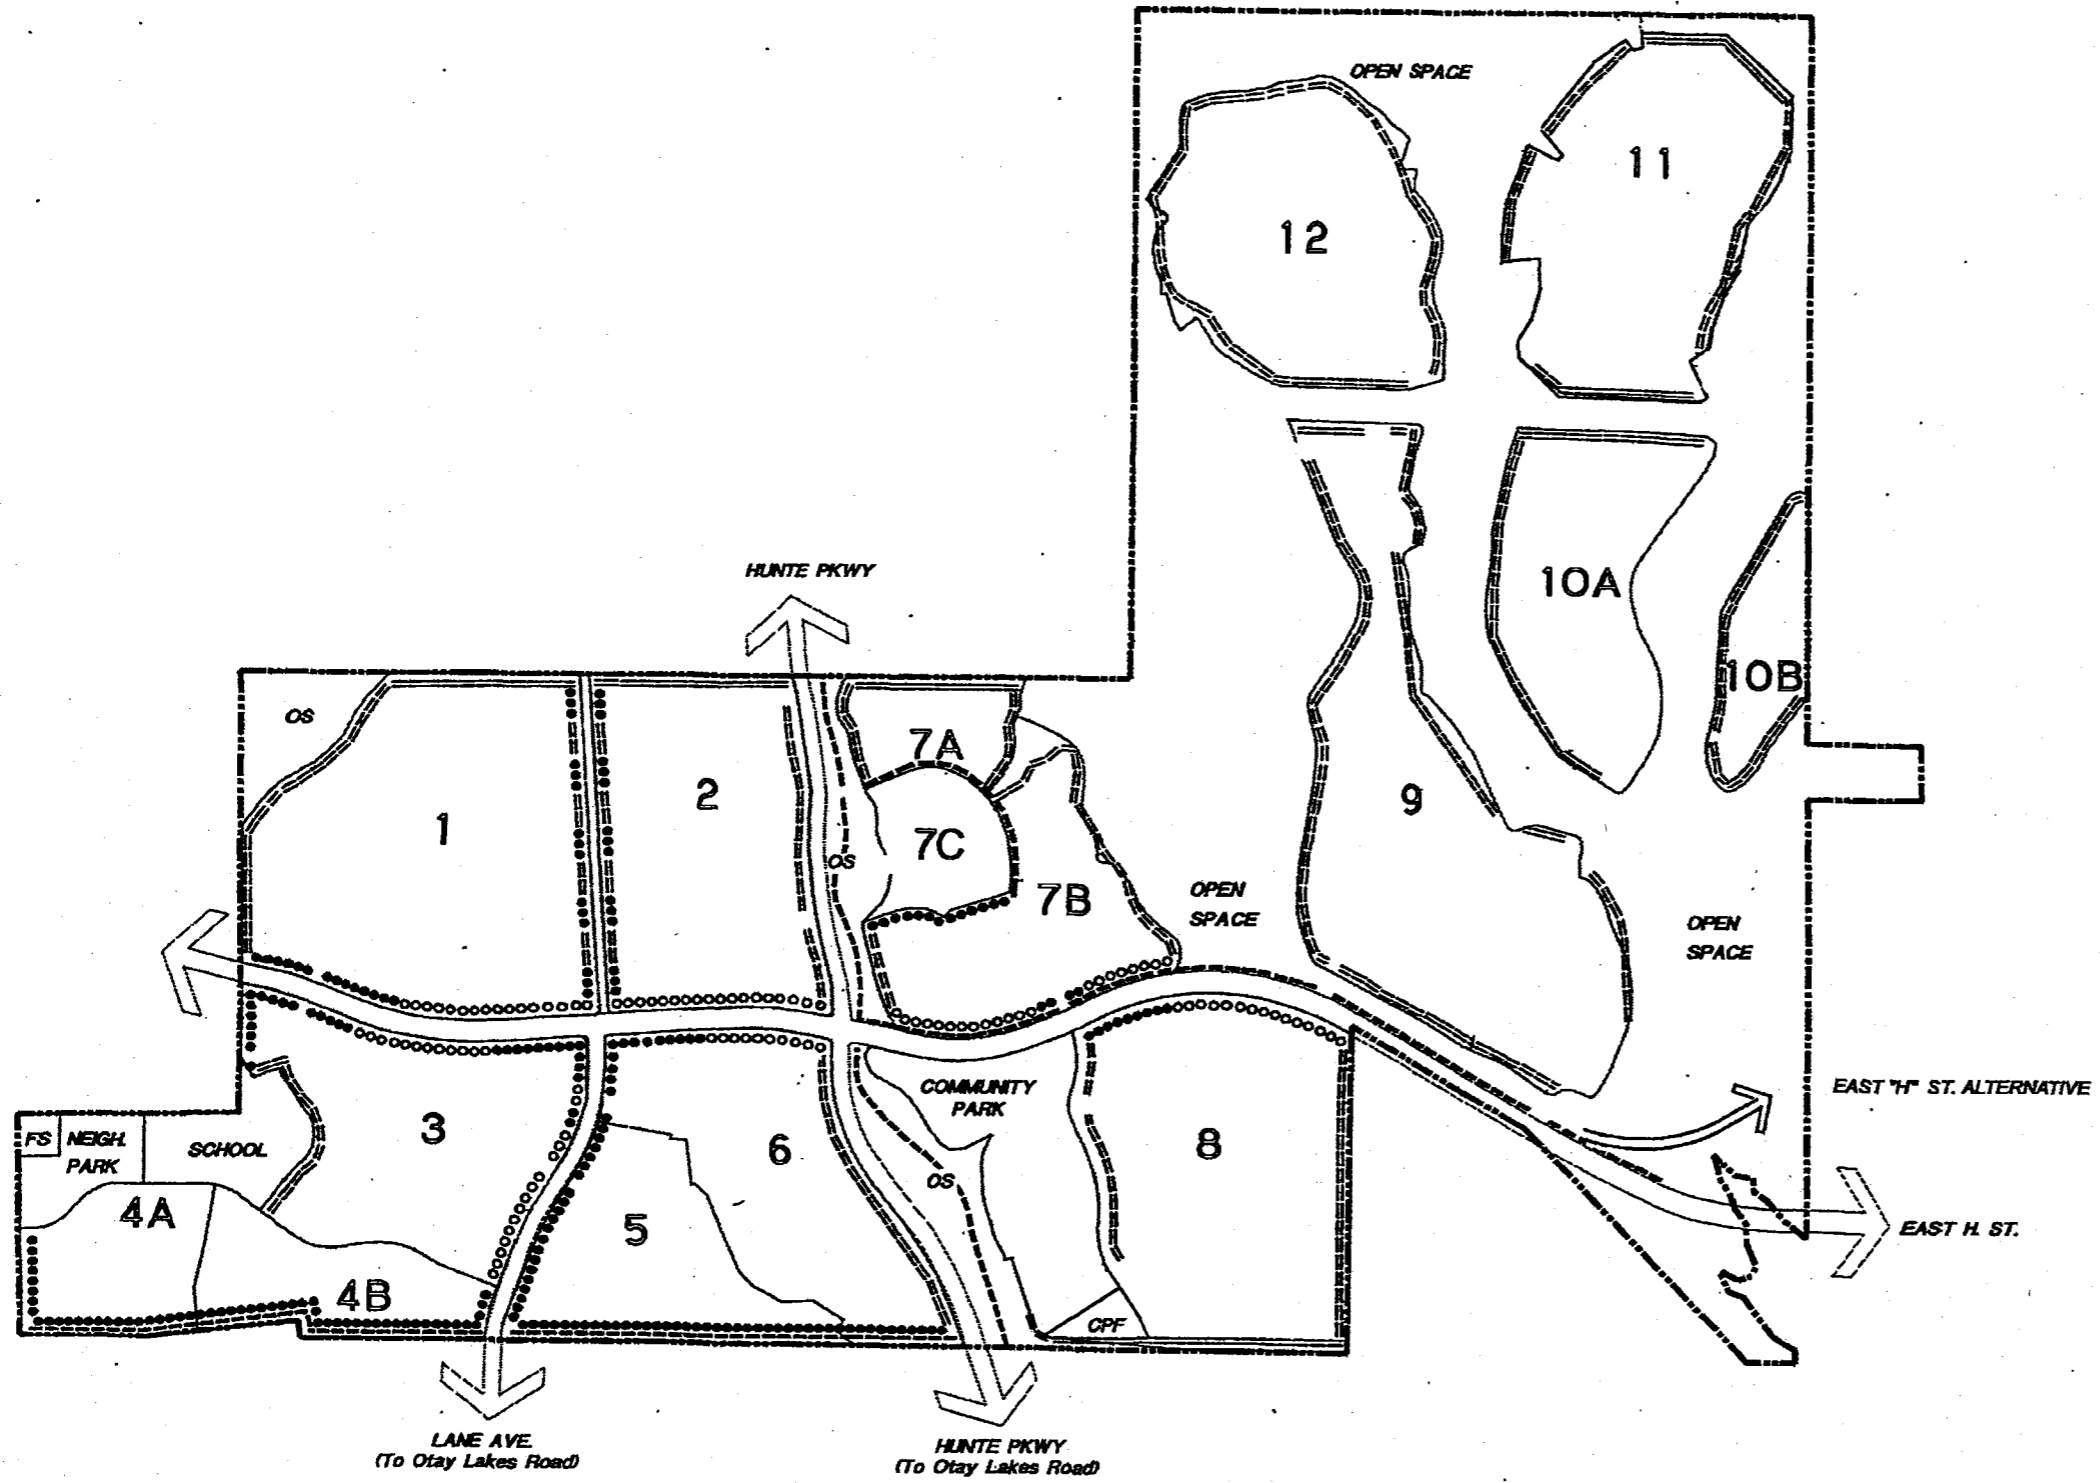 OPEN SPACE
11
12
HUNTE PKWY
10A
10B
OS
7A
2
9
1
7C
OS
7B
OPEN
SPACE
OPEN
SPACE
COMMUNITY
PARK
EAST "H" ST. ALTERNATIVE
3
6
8
FS
NEIGH.
PARK
SCHOOL
OS
4A
5
EAST H. ST.
4B
CPF
LANE AVE.
(To Otay Lakes Road)
HUNTE PKWY
(To Otay Lakes Road)